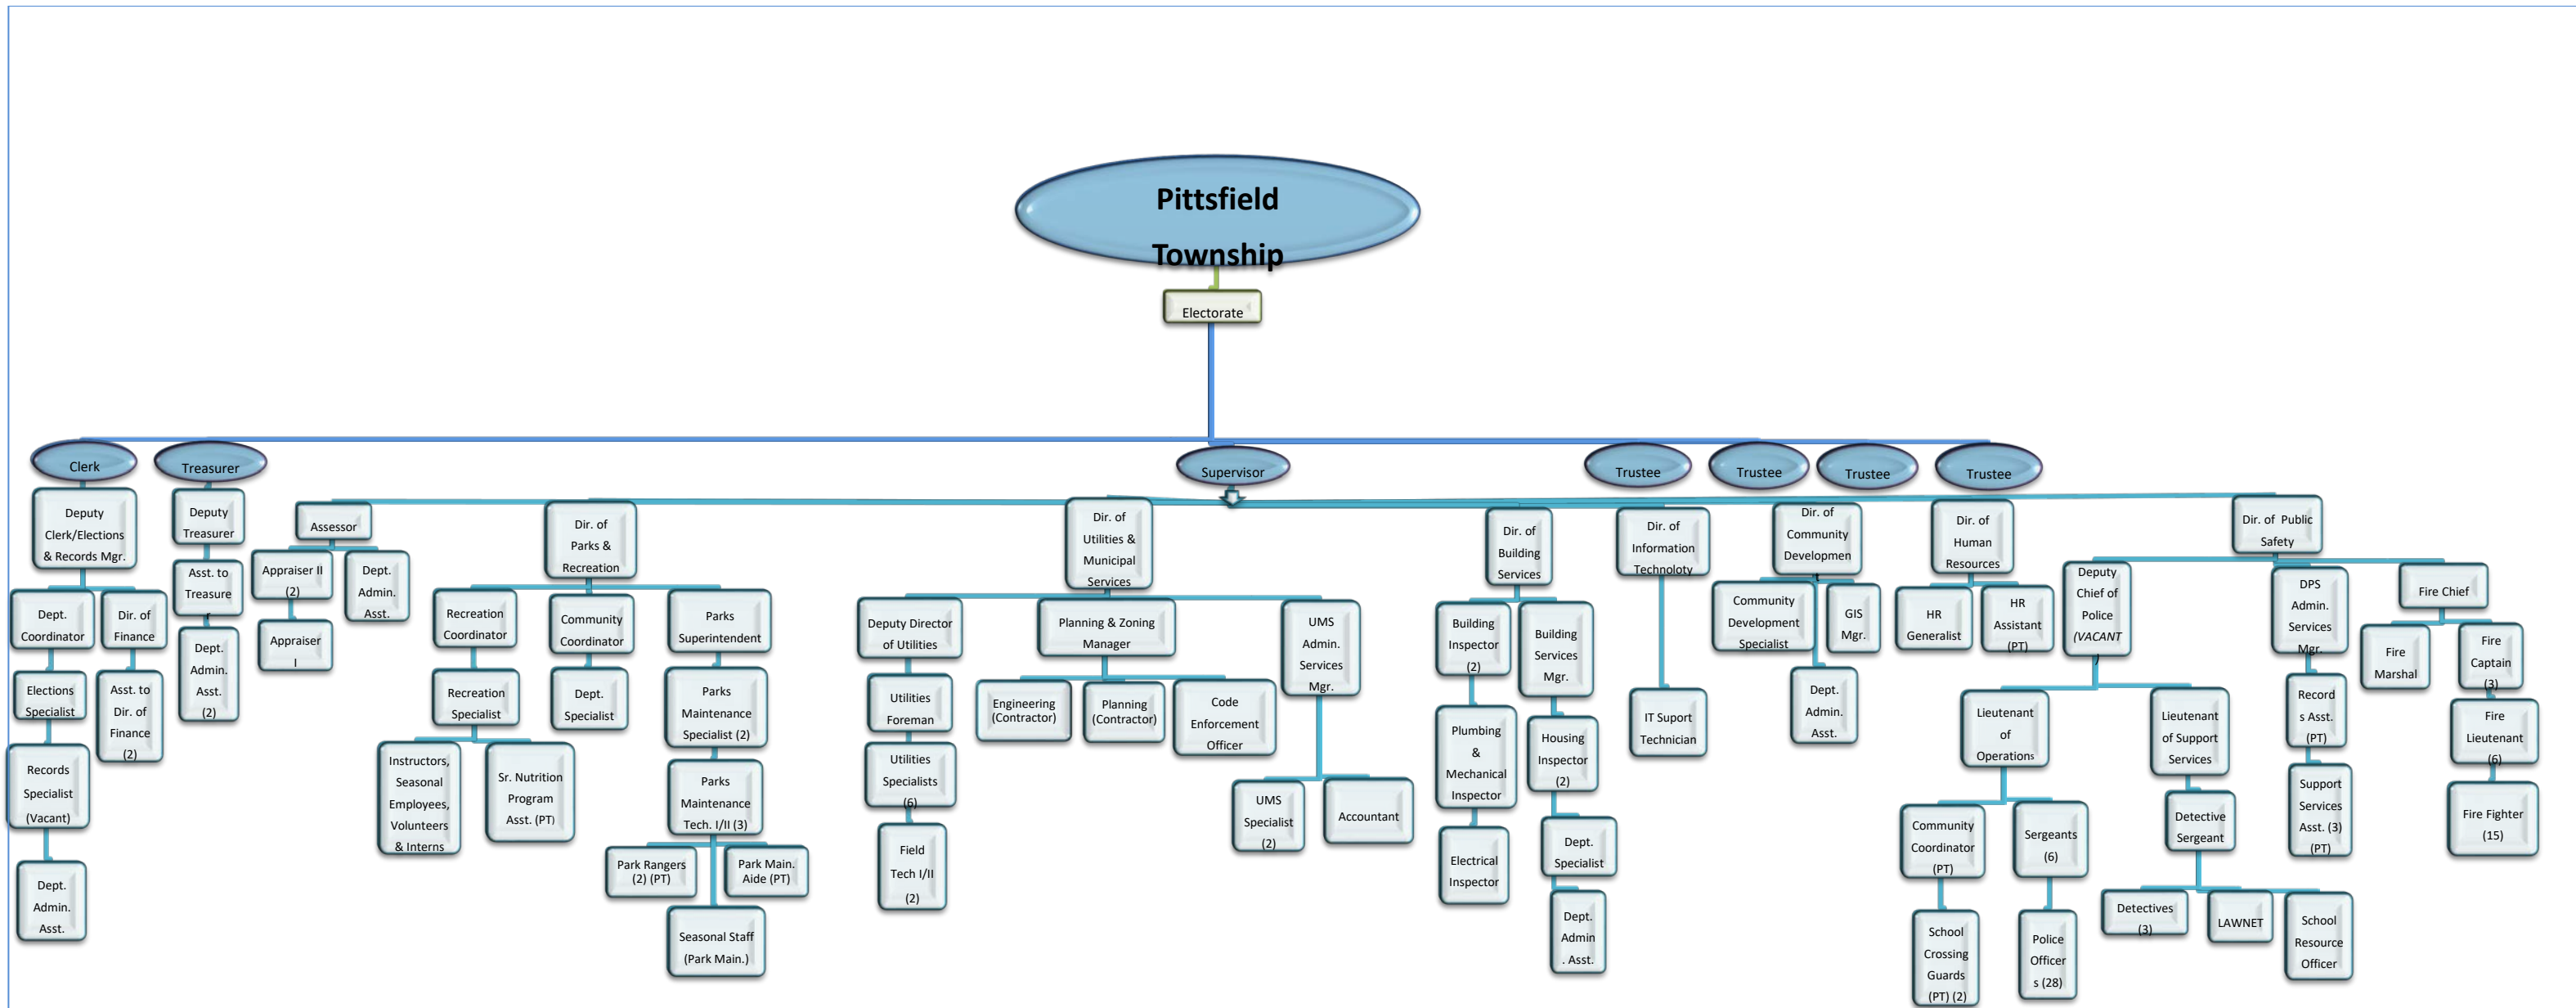 Pittsfield
Township
Electorate
Clerk
Treasurer
Supervisor
Trustee
Trustee
Trustee
Trustee
Deputy
Clerk/Elections
& Records Mgr.
Dept.
Coordinator
Elections
Specialist
Records
Specialist
(Vacant)
Dept.
Admin.
Asst.
Dir. of
Finance
Asst. to
Dir. of
Finance
(2)
Deputy
Treasurer
Asst. to
Treasure
r
Dept.
Admin.
Asst.
(2)
Assessor
Appraiser II
(2)
Appraiser
I
Dept.
Admin.
Asst.
Dir. of
Parks &
Recreation
Recreation
Coordinator
Recreation
Specialist
Instructors,
Seasonal
Employees,
Volunteers
& Interns
Sr. Nutrition
Program
Asst. (PT)
Community
Coordinator
Dept.
Specialist
Parks
Superintendent
Parks
Maintenance
Specialist (2)
Parks
Maintenance
Tech. I/II (3)
Park Rangers
(2) (PT)
Park Main.
Aide (PT)
Seasonal Staff
(Park Main.)
Dir. of
Utilities &
Municipal
Services
Deputy Director
of Utilities
Utilities
Foreman
Utilities
Specialists
(6)
Field
Tech I/II
(2)
Planning & Zoning
Manager
Engineering
(Contractor)
Planning
(Contractor)
Code
Enforcement
Officer
UMS
Admin.
Services
Mgr.
UMS
Specialist
(2)
Accountant
Dir. of
Building
Services
Building
Inspector
(2)
Plumbing
&
Mechanical
Inspector
Electrical
Inspector
Building
Services
Mgr.
Housing
Inspector
(2)
Dept.
Specialist
Dept.
Admin
. Asst.
Dir. of
Information
Technoloty
IT Suport
Technician
Dir. of
Community
Developmen
t
Community
Development
Specialist
GIS
Mgr.
Dept.
Admin.
Asst.
Dir. of
Human
Resources
HR
Generalist
HR
Assistant
(PT)
Dir. of Public
Safety
Deputy
Chief of
Police
(VACANT
)
Lieutenant
of
Operations
Community
Coordinator
(PT)
School
Crossing
Guards
(PT) (2)
Sergeants
(6)
Police
Officer
s (28)
Lieutenant
of Support
Services
Detective
Sergeant
Detectives
(3)
LAWNET
School
Resource
Officer
DPS
Admin.
Services
Mgr.
Record
s Asst.
(PT)
Support
Services
Asst. (3)
(PT)
Fire Chief
Fire
Marshal
Fire
Captain
(3)
Fire
Lieutenant
(6)
Fire Fighter
(15)